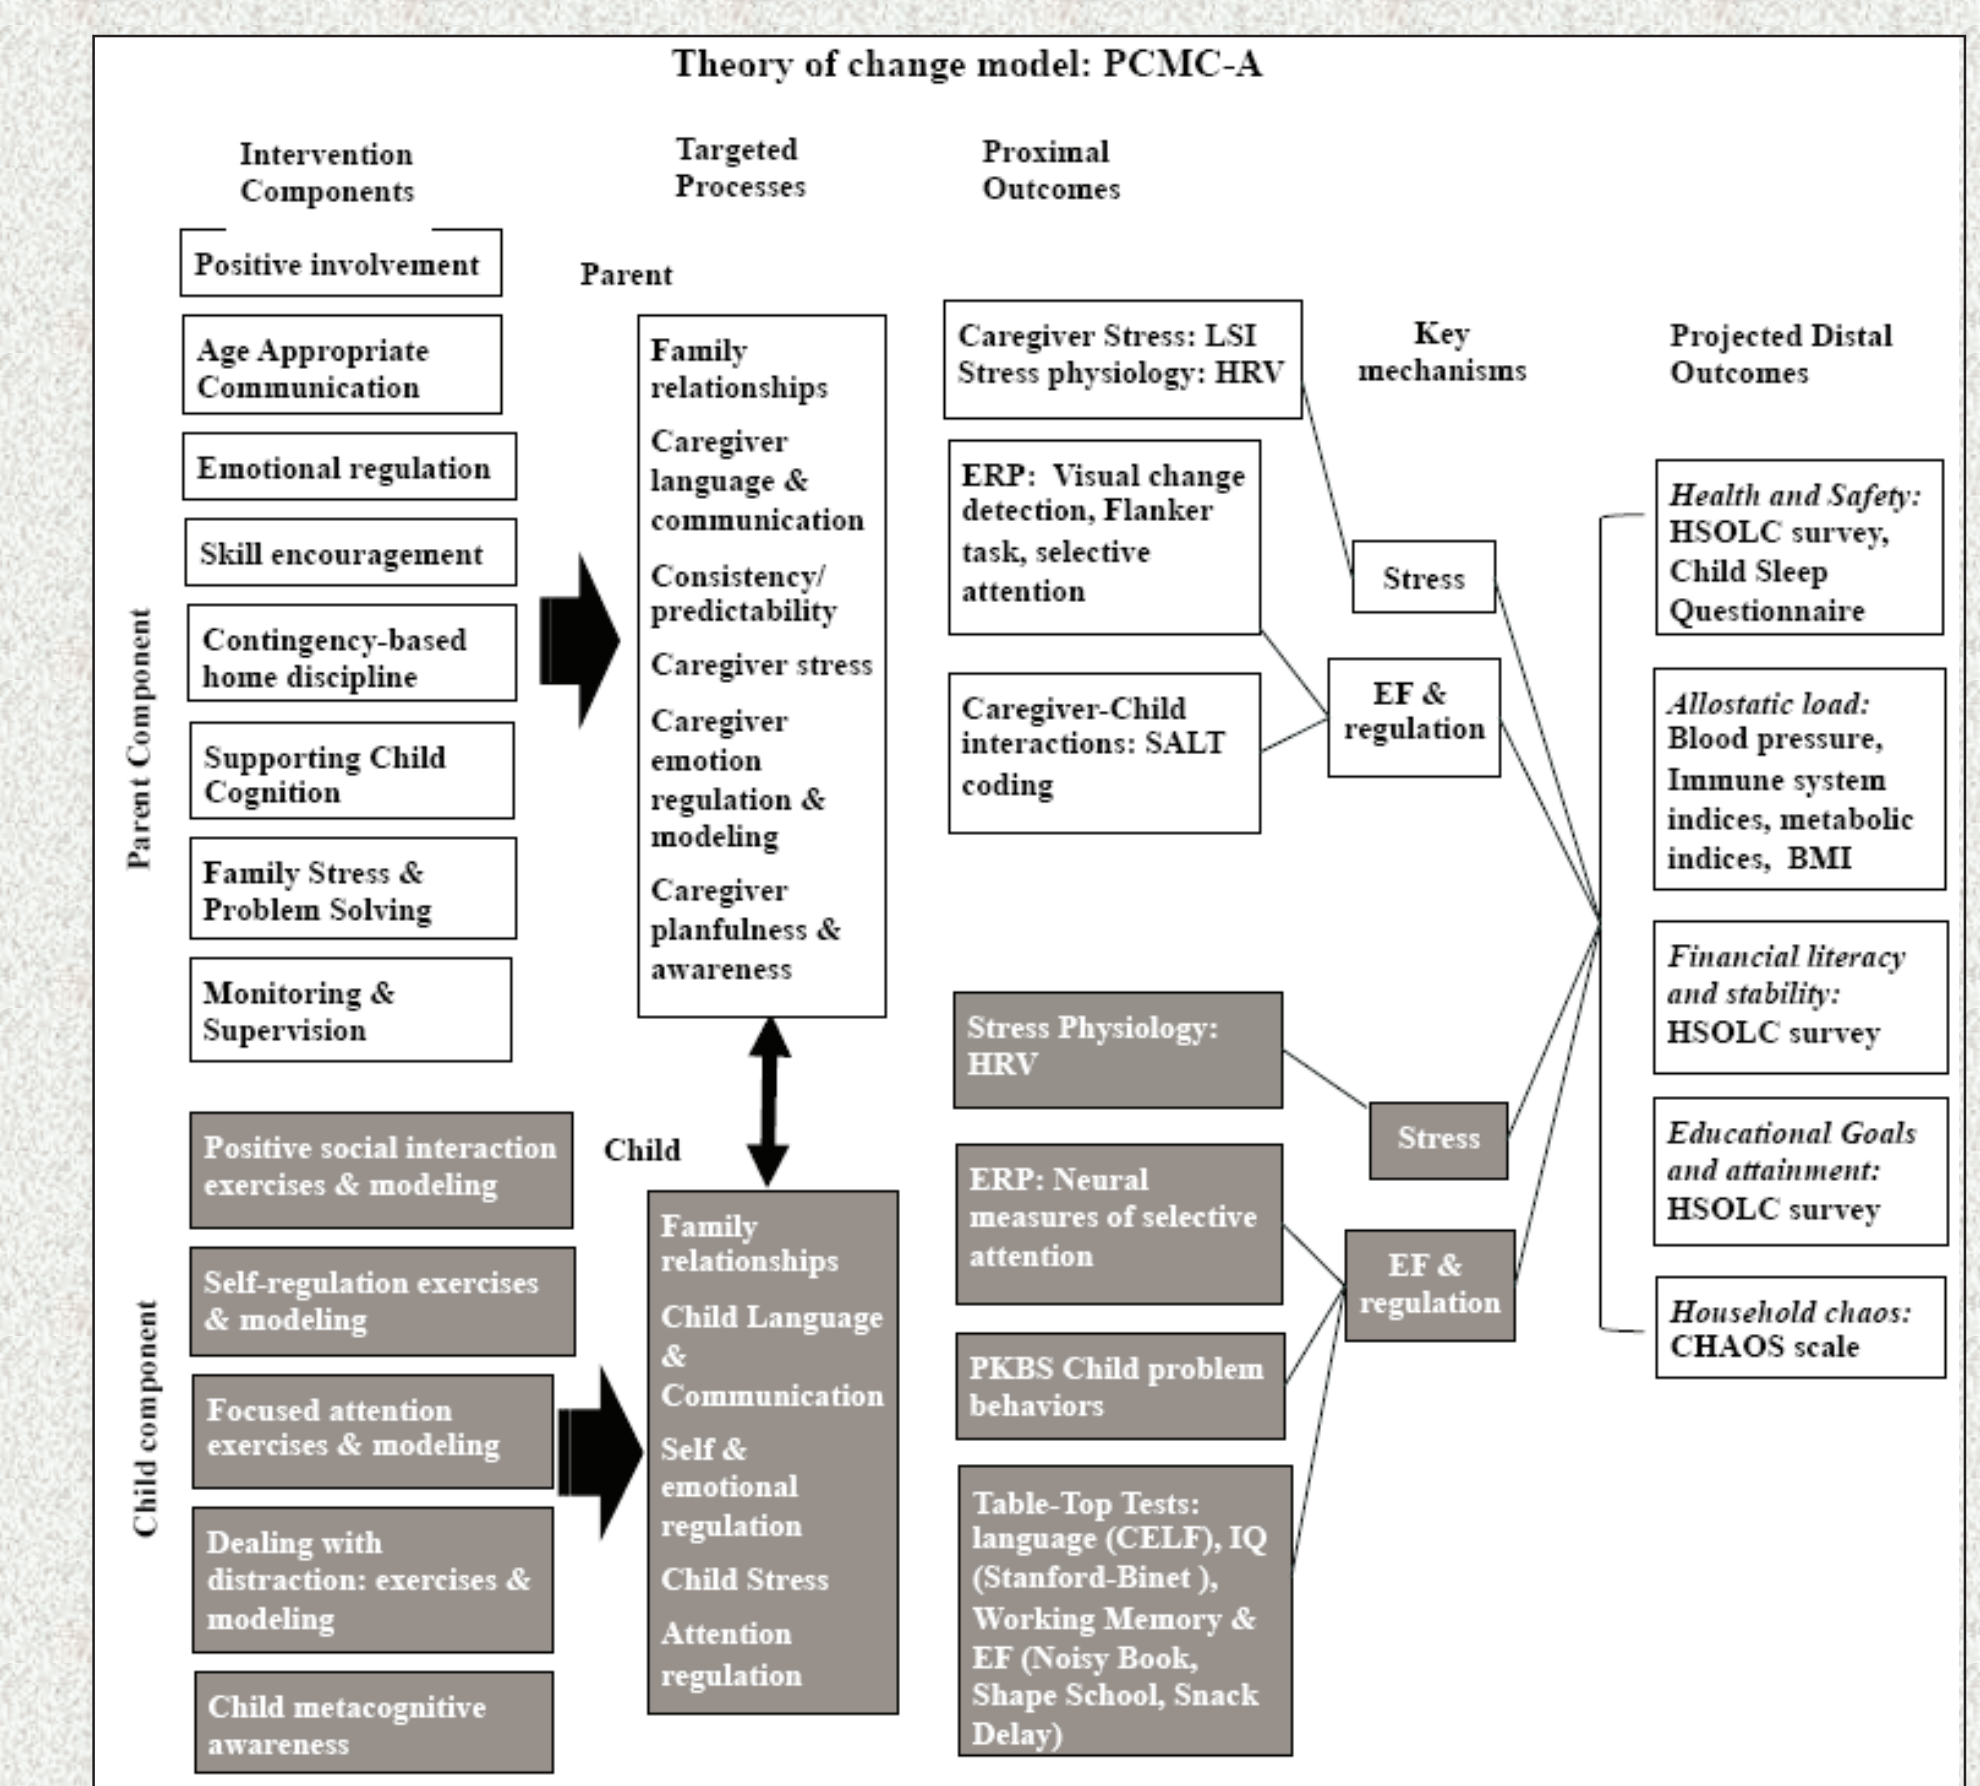 Theory of change model: PCMC-A
Intervention
Components
Targeted
Processes
Proximal
Outcomes
Key
mechanisms
Projected Distal
Outcomes
Parent Component
Positive involvement
Age Appropriate
Communication
Emotional regulation
Skill encouragement
Contingency-based
home discipline
Supporting Child
Cognition
Family Stress &
Problem Solving
Monitoring &
Supervision
Parent
Family
relationships
Caregiver
language &
communication
Consistency/
predictability
Caregiver stress
Caregiver
emotion
regulation &
modeling
Caregiver
planfulness &
awareness
Caregiver Stress: LSI
Stress physiology: HRV
ERP: Visual change
detection, Flanker
task, selective
attention
Caregiver-Child
interactions: SALT
coding
Stress
EF &
regulation
Health and Safety:
HSOLC survey,
Child Sleep
Questionnaire
Allostatic load:
Blood pressure,
Immune system
indices, metabolic
indices, BMI
Financial literacy
and stability:
HSOLC survey
Educational Goals
and attainment:
HSOLC survey
Household chaos:
CHAOS scale
Child component
Positive social interaction
exercises & modeling
Self-regulation exercises
& modeling
Focused attention
exercises & modeling
Dealing with
distraction: exercises &
modeling
Child metacognitive
awareness
Child
Family
relationships
Child Language
&
Communication
Self &
emotional
regulation
Child Stress
Attention
regulation
Stress Physiology:
HRV
ERP: Neural
measures of selective
attention
PKBS Child problem
behaviors
Table-Top Tests:
language (CELF), IQ
(Stanford-Binet ),
Working Memory &
EF (Noisy Book,
Shape School, Snack
Delay)
Stress
EF &
regulation